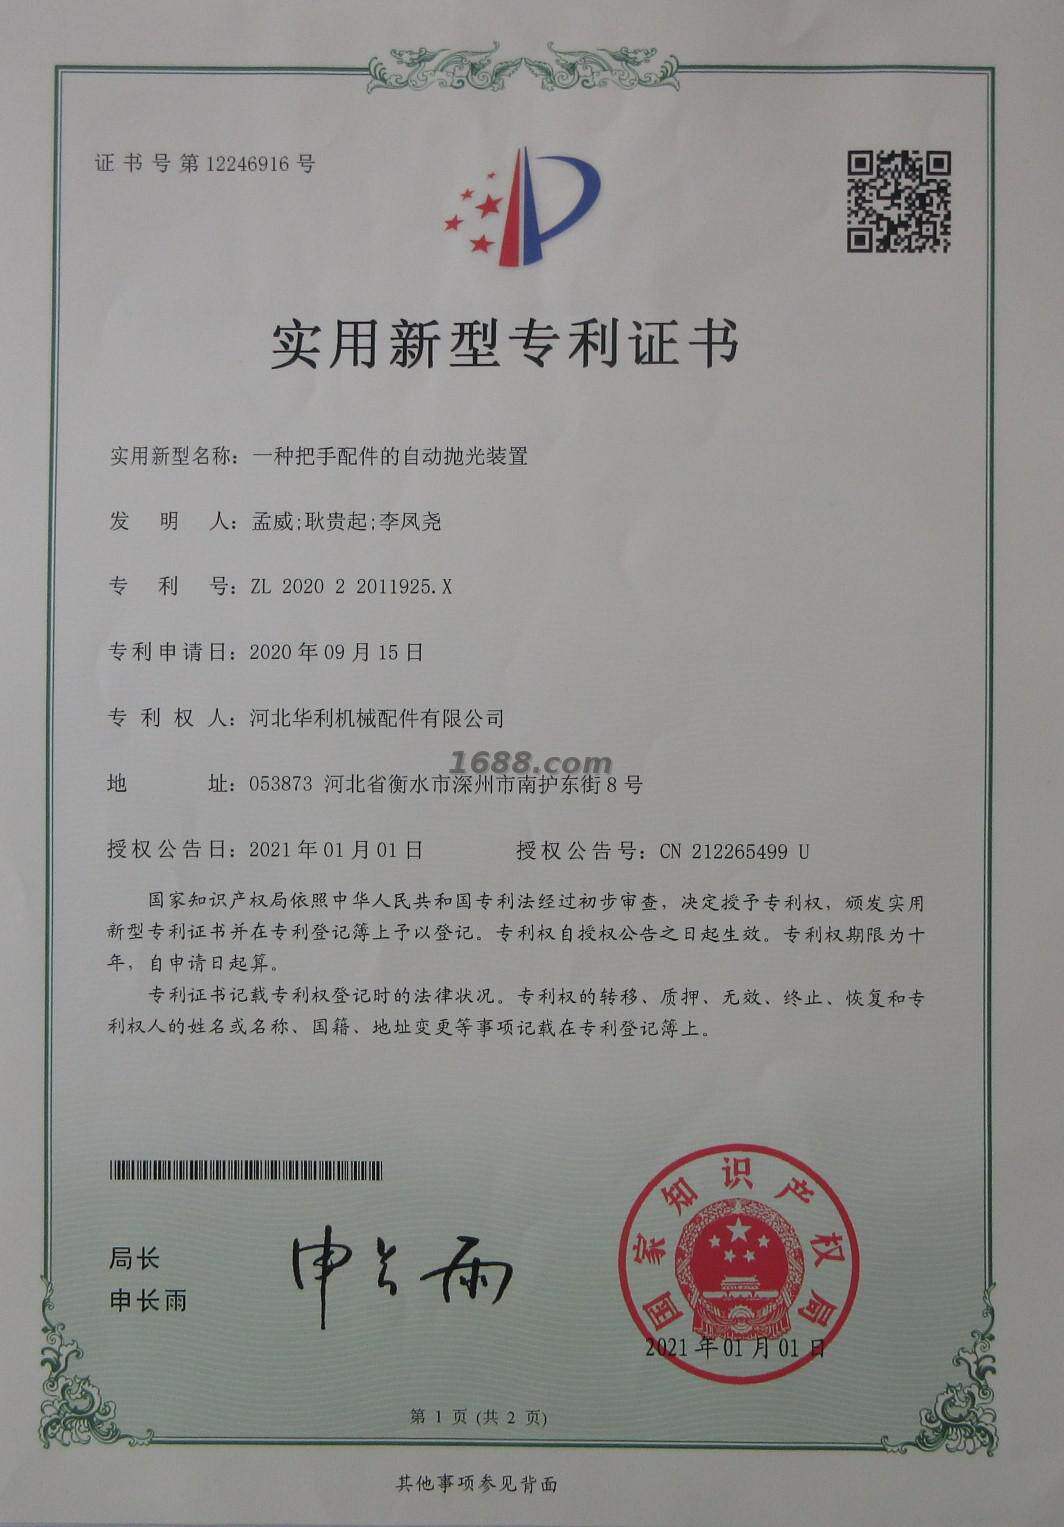 证书号第12246916号
实用新型专利证书
实用新型名称：一种把手配件的自动抛光装置
发明人：孟威;耿贵起;李凤尧
专利号：ZL 2020 2 2011925.X
专利申请日：2020年09月15日
专利权人：河北华利机械配件有限公司
1688.com
地址：053873 河北省衡水市深州市南护东街8号
授权公告日：2021年01月01日 授权公告号：CN 212265499 U
国家知识产权局依照中华人民共和国专利法经过初步审查，决定授予专利权，颁发实用
新型专利证书并在专利登记簿上予以登记。专利权自授权公告之日起生效。专利权期限为十
年，自申请日起算。
专利证书记载专利权登记时的法律状况。专利权的转移、质押、无效、终止、恢复和专
利权人的姓名或名称、国籍、地址变更等事项记载在专利登记簿上。
局长
申长雨
申长雨
国家知识产权局
2021年01月01日
第1页(共2页)
其他事项参见背面